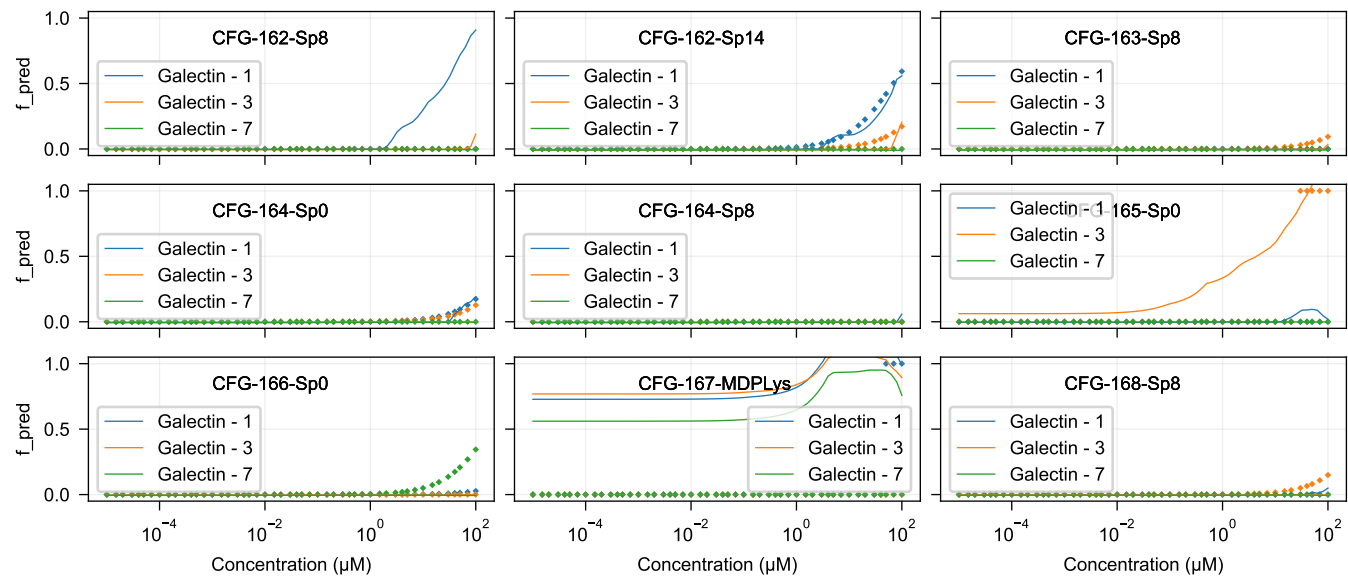 1.0
0.5
0.0
f_pred
CFG-162-Sp8
Galectin - 1
Galectin - 3
Galectin - 7
CFG-162-Sp14
Galectin - 1
Galectin - 3
Galectin - 7
CFG-163-Sp8
Galectin - 1
Galectin - 3
Galectin - 7
1.0
0.5
0.0
f_pred
CFG-164-Sp0
Galectin - 1
Galectin - 3
Galectin - 7
CFG-164-Sp8
Galectin - 1
Galectin - 3
Galectin - 7
CFG-165-Sp0
Galectin - 1
Galectin - 3
Galectin - 7
1.0
0.5
0.0
f_pred
CFG-166-Sp0
Galectin - 1
Galectin - 3
Galectin - 7
CFG-167-MDPLys
Galectin - 1
Galectin - 3
Galectin - 7
CFG-168-Sp8
Galectin - 1
Galectin - 3
Galectin - 7
10⁻⁴ 10⁻² 10⁰ 10²
10⁻⁴ 10⁻² 10⁰ 10²
10⁻⁴ 10⁻² 10⁰ 10²
Concentration (µM)
Concentration (µM)
Concentration (µM)